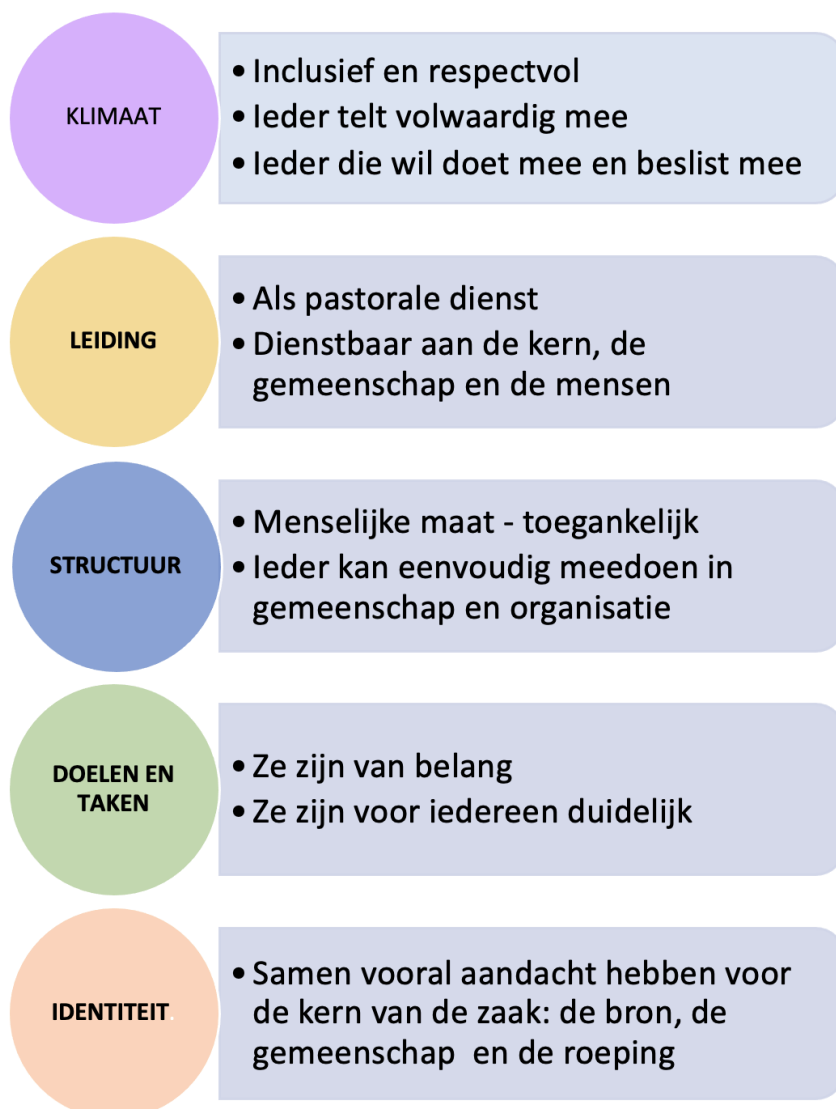 KLIMAAT
• Inclusief en respectvol
• Ieder telt volwaardig mee
• Ieder die wil doet mee en beslist mee
LEIDING
• Als pastorale dienst
• Dienstbaar aan de kern, de
gemeenschap en de mensen
STRUCTUUR
• Menselijke maat - toegankelijk
• Ieder kan eenvoudig meedoen in
gemeenschap en organisatie
DOELEN EN
TAKEN
• Ze zijn van belang
• Ze zijn voor iedereen duidelijk
IDENTITEIT.
• Samen vooral aandacht hebben voor
de kern van de zaak: de bron, de
gemeenschap  en de roeping